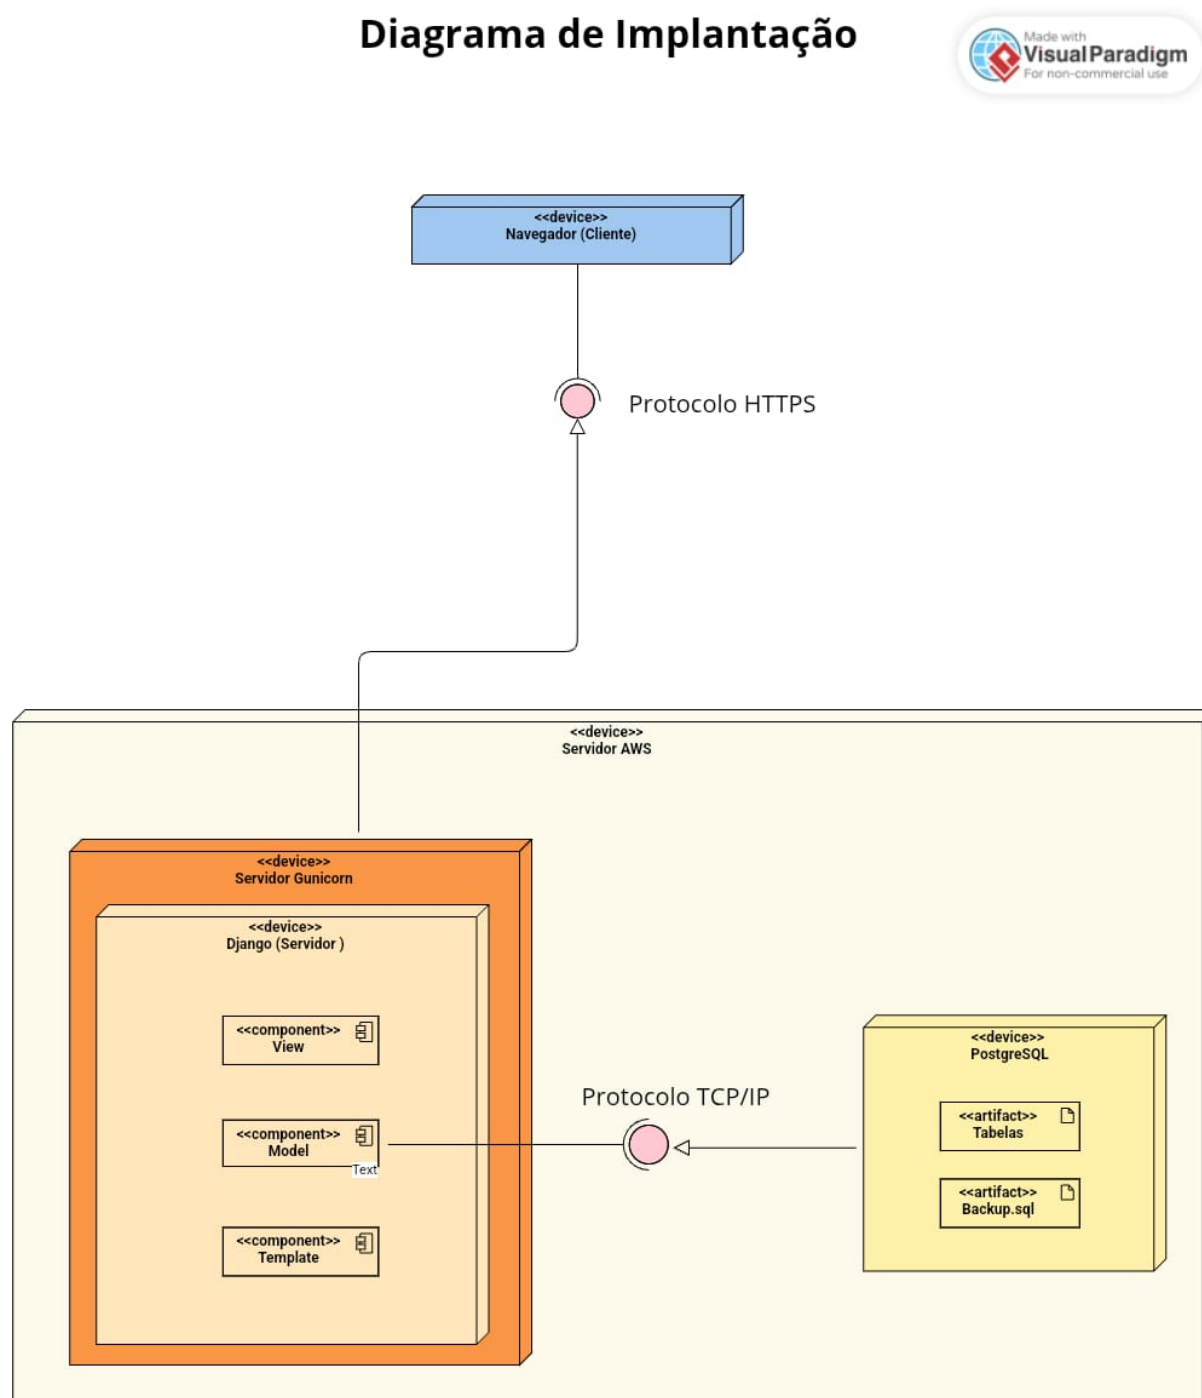 Diagrama de Implantação
Made with
VisualParadigm
For non-commercial use
<<device>>
Navegador (Cliente)
Protocolo HTTPS
<<device>>
Servidor AWS
<<device>>
Servidor Gunicorn
<<device>>
Django (Servidor )
<<component>>
View
<<component>>
Model
Text
<<component>>
Template
Protocolo TCP/IP
<<device>>
PostgreSQL
<<artifact>>
Tabelas
<<artifact>>
Backup.sql